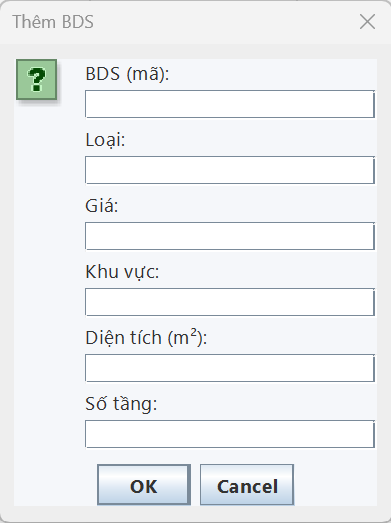 Thêm BDS
?
BDS (mã):
Loại:
Giá:
Khu vực:
Diện tích (m²):
Số tầng:
OK Cancel